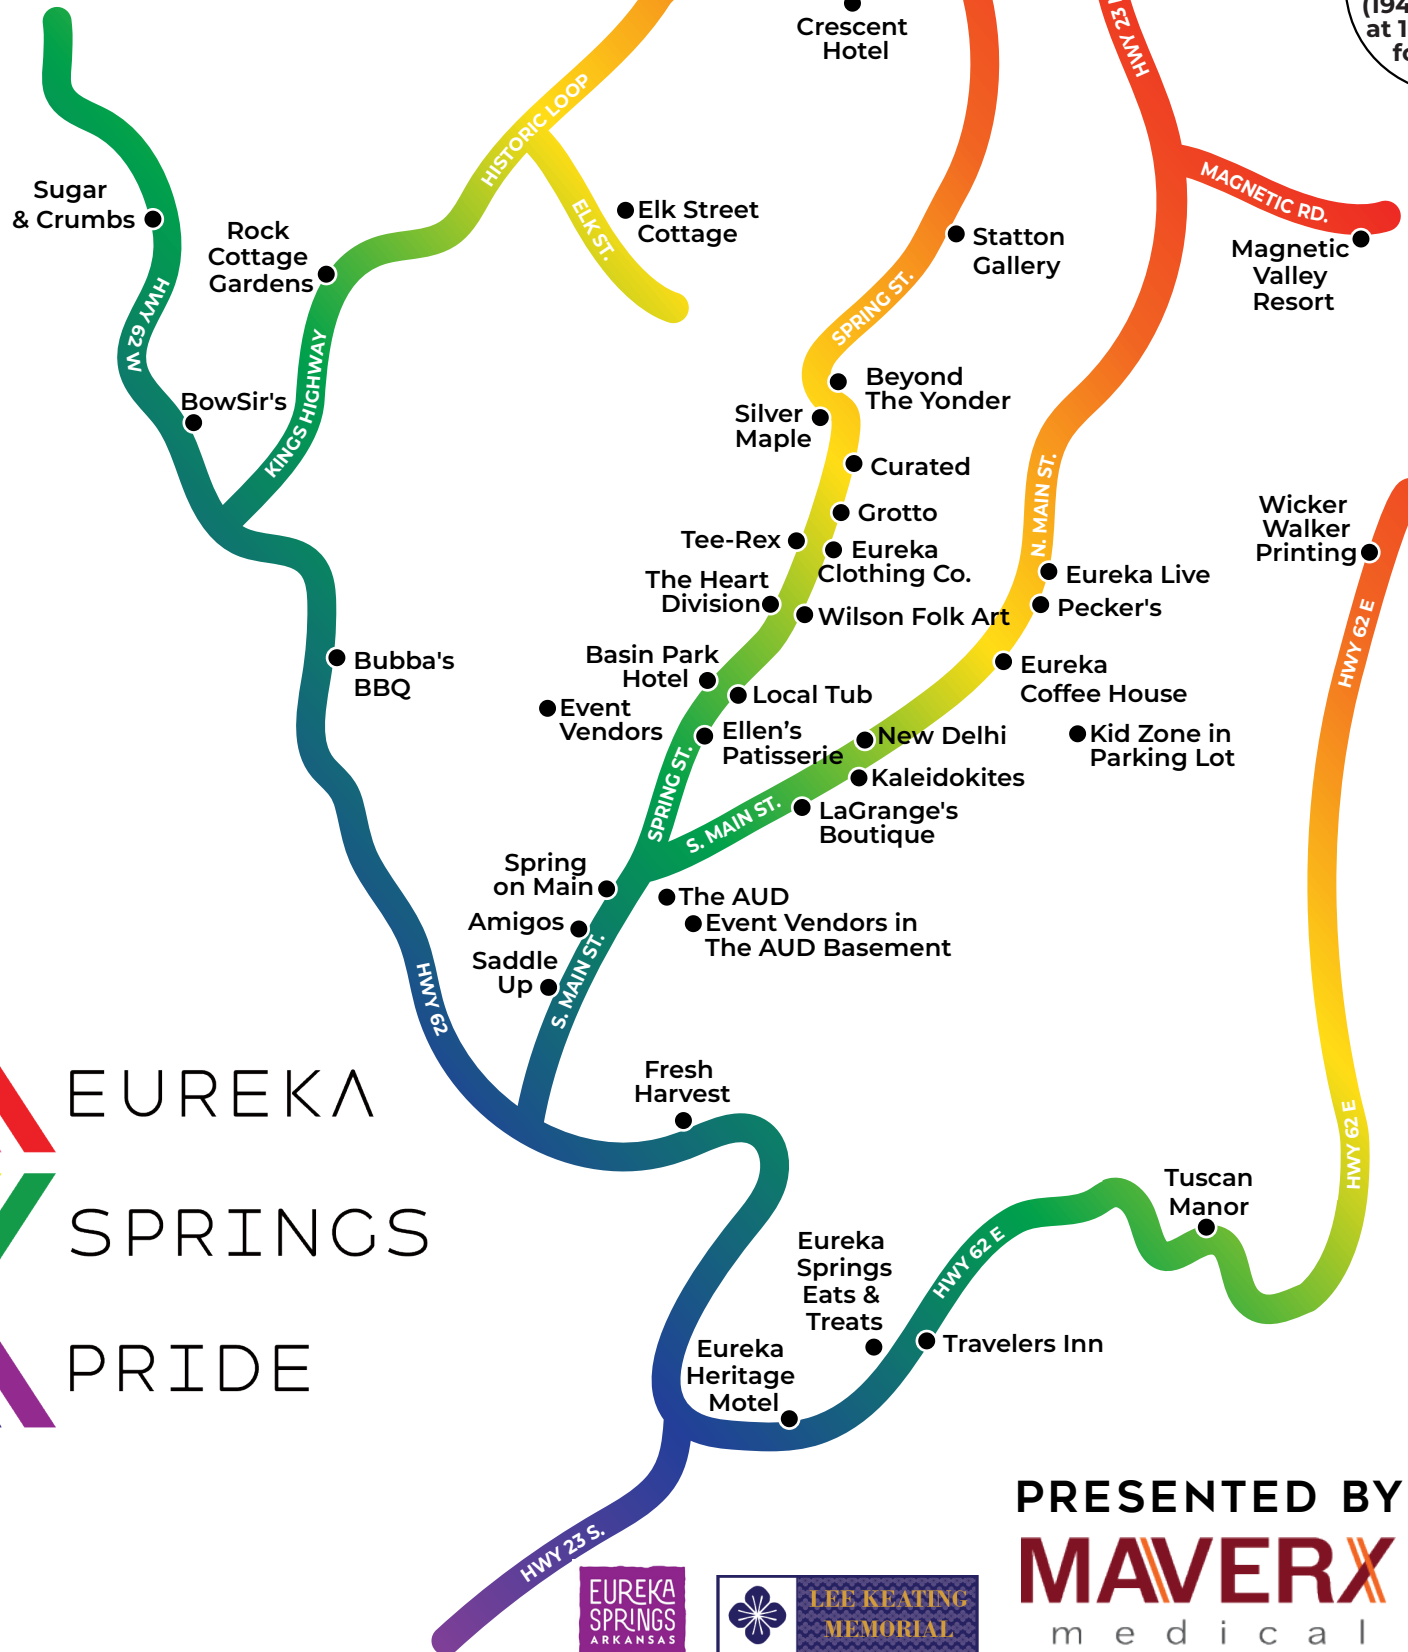 (194
at 1
fo
Crescent
Hotel
HWY 23
HISTORIC LOOP
MAGNETIC RD.
Sugar
& Crumbs
Rock
Cottage
Gardens
ELK ST.
Elk Street
Cottage
Statton
Gallery
Magnetic
Valley
Resort
HWY 62 W
SPRING ST.
KINGS HIGHWAY
BowSir's
Beyond
The Yonder
Silver
Maple
Curated
N. MAIN ST.
Grotto
Wicker
Walker
Printing
Tee-Rex
Eureka
Clothing Co.
The Heart
Division
Wilson Folk Art
Eureka Live
Pecker's
HWY 62 E
Bubba's
BBQ
Basin Park
Hotel
Local Tub
Eureka
Coffee House
Event
Vendors
Ellen’s
Patisserie
New Delhi
Kid Zone in
Parking Lot
SPRING ST.
Kaleidokites
S. MAIN ST.
LaGrange's
Boutique
Spring
on Main
The AUD
Amigos
Event Vendors in
The AUD Basement
Saddle
Up
S. MAIN ST.
HWY 62
Fresh
Harvest
EUREKA
HWY 62 E
SPRINGS
Tuscan
Manor
Eureka
Springs
Eats &
Treats
HWY 62 E
Travelers Inn
Eureka
Heritage
Motel
PRIDE
HWY 23 S.
PRESENTED BY
MAVERX
medical
EUREKA
SPRINGS
ARKANSAS
LEE KEATING
MEMORIAL